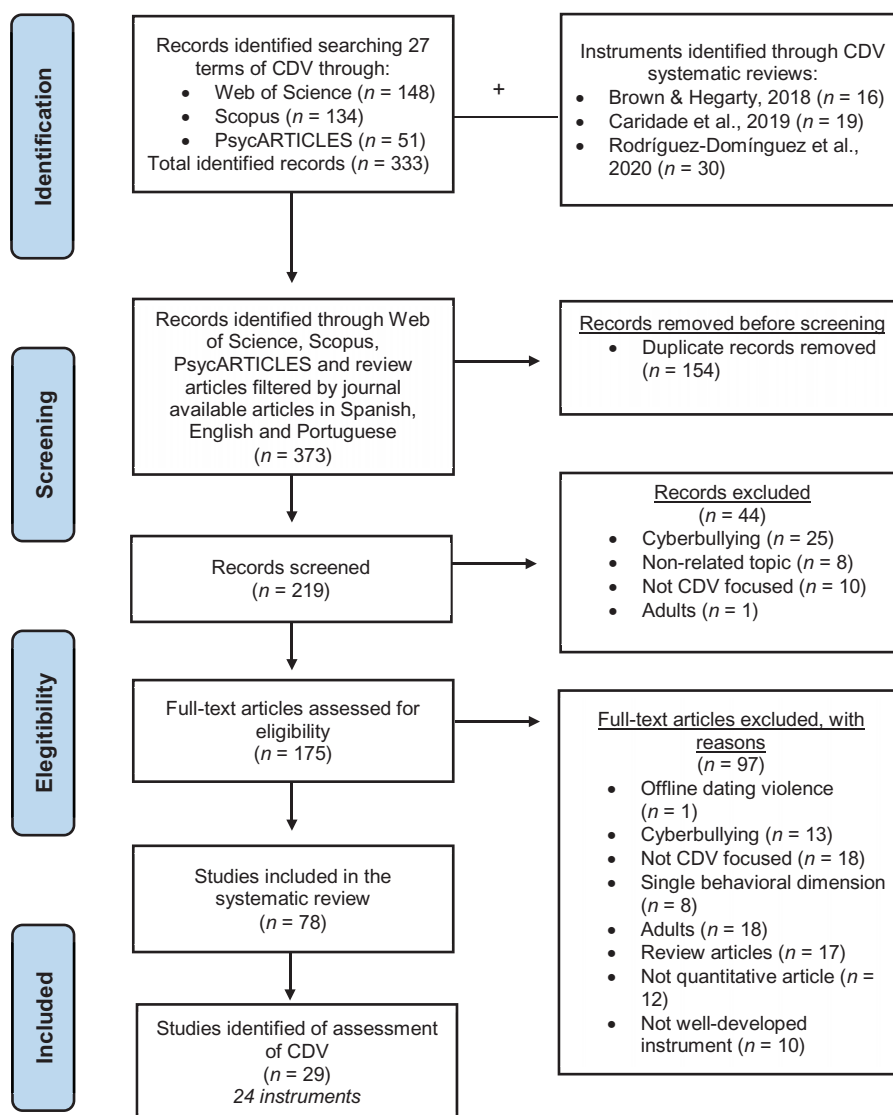 Identification
Records identified searching 27
terms of CDV through:
• Web of Science (n = 148)
• Scopus (n = 134)
• PsycARTICLES (n = 51)
Total identified records (n = 333)
+
Instruments identified through CDV
systematic reviews:
• Brown & Hegarty, 2018 (n = 16)
• Caridade et al., 2019 (n = 19)
• Rodríguez-Domínguez et al.,
2020 (n = 30)
Screening
Records identified through Web
of Science, Scopus,
PsycARTICLES and review
articles filtered by journal
available articles in Spanish,
English and Portuguese
(n = 373)
Records removed before screening
• Duplicate records removed
(n = 154)
Records screened
(n = 219)
Records excluded
(n = 44)
• Cyberbullying (n = 25)
• Non-related topic (n = 8)
• Not CDV focused (n = 10)
• Adults (n = 1)
Elegitibility
Full-text articles assessed for
eligibility
(n = 175)
Full-text articles excluded, with
reasons
(n = 97)
• Offline dating violence
(n = 1)
• Cyberbullying (n = 13)
• Not CDV focused (n = 18)
• Single behavioral dimension
(n = 8)
• Adults (n = 18)
• Review articles (n = 17)
• Not quantitative article (n =
12)
• Not well-developed
instrument (n = 10)
Studies included in the
systematic review
(n = 78)
Included
Studies identified of assessment
of CDV
(n = 29)
24 instruments